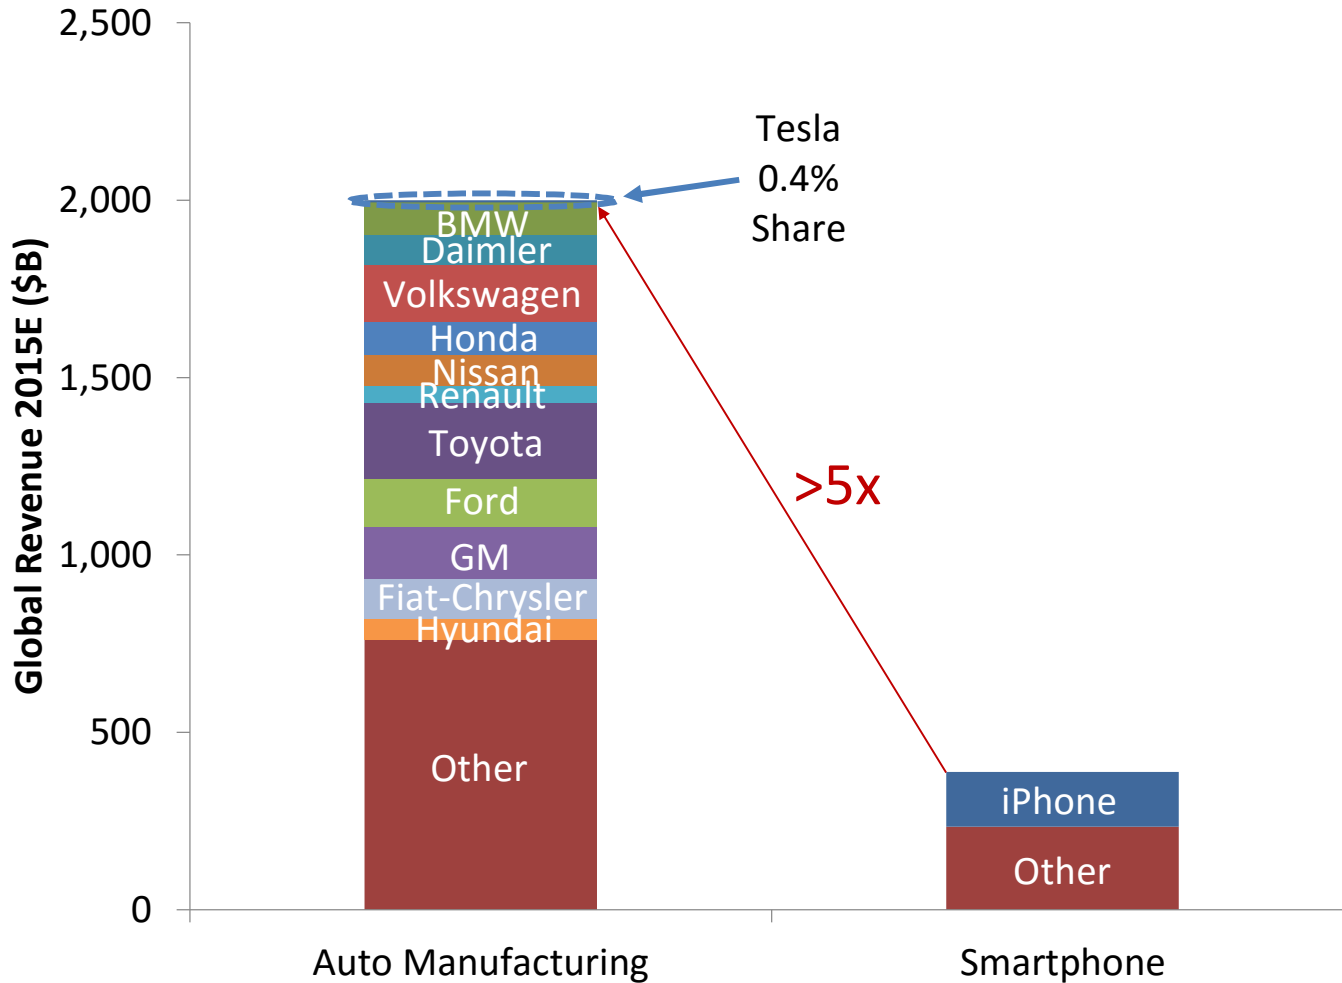 2,500
2,000
1,500
1,000
500
0
Global Revenue 2015E ($B)
Tesla
0.4%
Share
BMW
Daimler
Volkswagen
Honda
Nissan
Renault
Toyota
Ford
GM
Fiat-Chrysler
Hyundai
Other
>5x
iPhone
Other
Auto Manufacturing
Smartphone